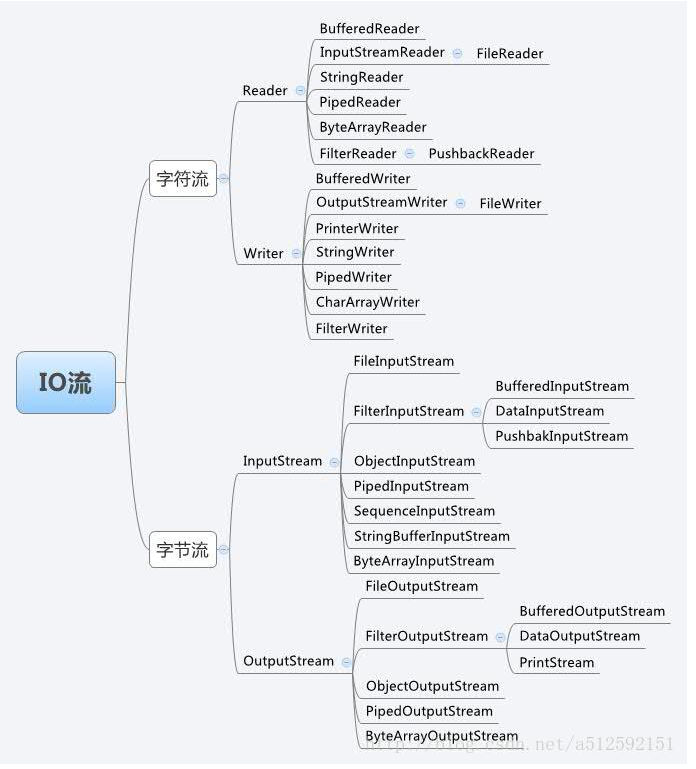 IO流
字符流
Reader
BufferedReader
InputStreamReader
FileReader
StringReader
PipedReader
ByteArrayReader
FilterReader
PushbackReader
Writer
BufferedWriter
OutputStreamWriter
FileWriter
PrinterWriter
StringWriter
PipedWriter
CharArrayWriter
FilterWriter
字节流
InputStream
FileInputStream
FilterInputStream
BufferedInputStream
DataInputStream
PushbakInputStream
ObjectInputStream
PipedInputStream
SequenceInputStream
StringBufferInputStream
ByteArrayInputStream
OutputStream
FileOutputStream
FilterOutputStream
BufferedOutputStream
DataOutputStream
PrintStream
ObjectOutputStream
PipedOutputStream
ByteArrayOutputStream
http://blog.csdn.net/a512592151